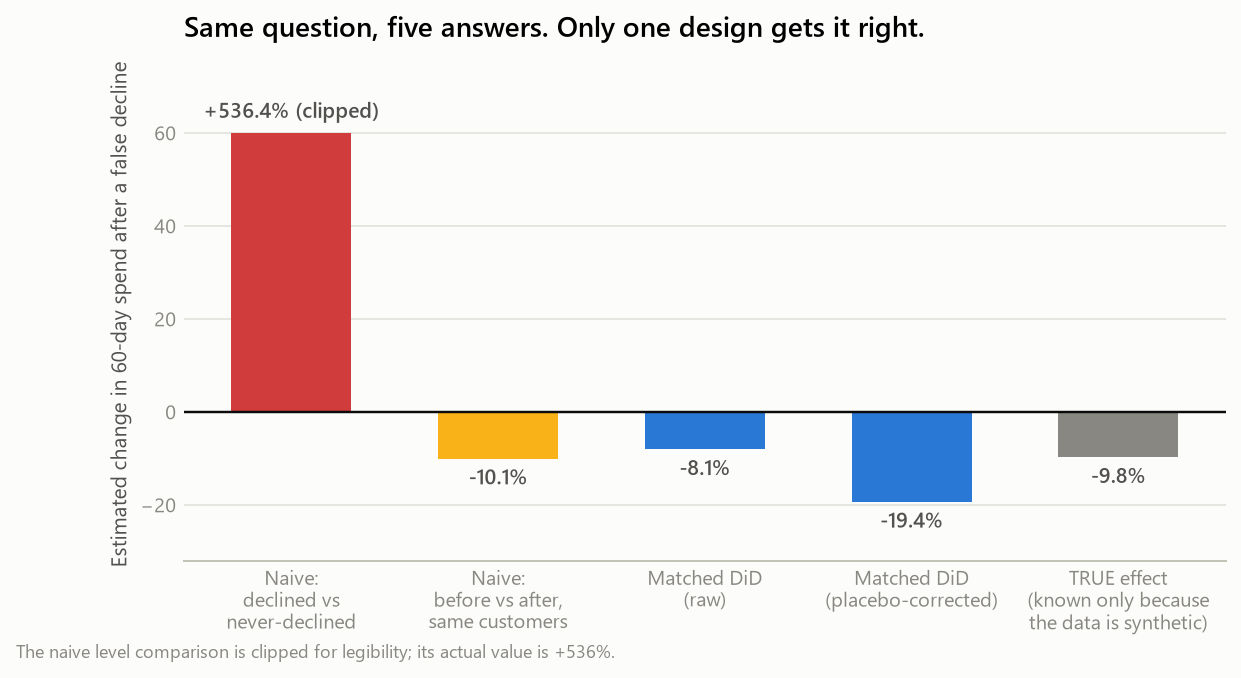 Same question, five answers. Only one design gets it right.
Estimated change in 60-day spend after a false decline
+536.4% (clipped)
60
40
20
0
−20
-10.1%
-8.1%
-19.4%
-9.8%
Naive:
declined vs
never-declined
Naive:
before vs after,
same customers
Matched DiD
(raw)
Matched DiD
(placebo-corrected)
TRUE effect
(known only because
the data is synthetic)
The naive level comparison is clipped for legibility; its actual value is +536%.